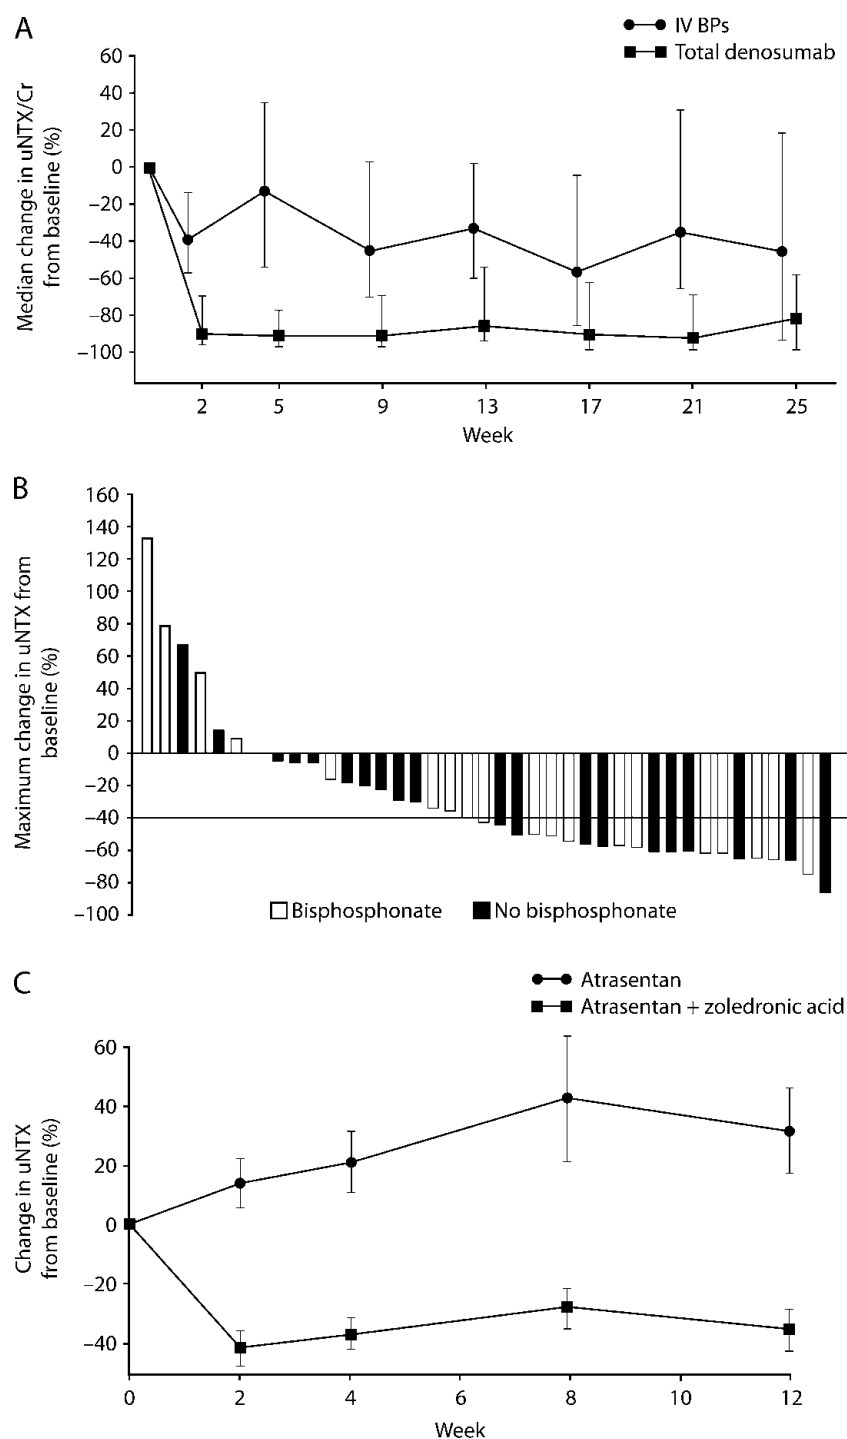 A
IV BPs
Total denosumab
Median change in uNTX/Cr
from baseline (%)
60
40
20
0
–20
–40
–60
–80
–100
2 5 9 13 17 21 25
Week
B
Maximum change in uNTX from
baseline (%)
160
140
120
100
80
60
40
20
0
–20
–40
–60
–80
–100
Bisphosphonate No bisphosphonate
C
Atrasentan
Atrasentan + zoledronic acid
Change in uNTX
from baseline (%)
60
40
20
0
–20
–40
0 2 4 6 8 10 12
Week